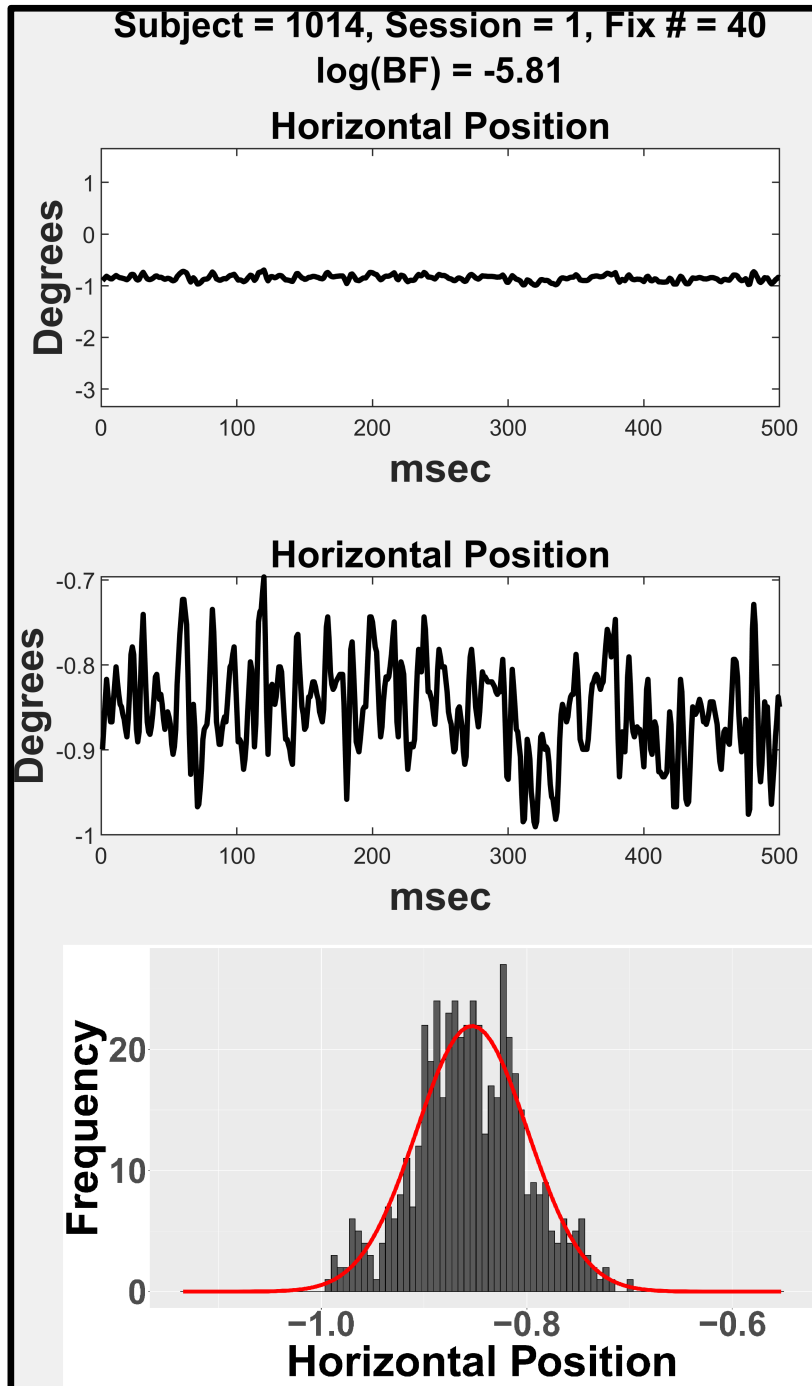 Subject = 1014, Session = 1, Fix # = 40
log(BF) = -5.81
Horizontal Position
Degrees
1
0
-1
-2
-3
0 100 200 300 400 500
msec
Horizontal Position
Degrees
-0.7
-0.8
-0.9
-1
0 100 200 300 400 500
msec
Frequency
20
10
0
−1.0 −0.8 −0.6
Horizontal Position